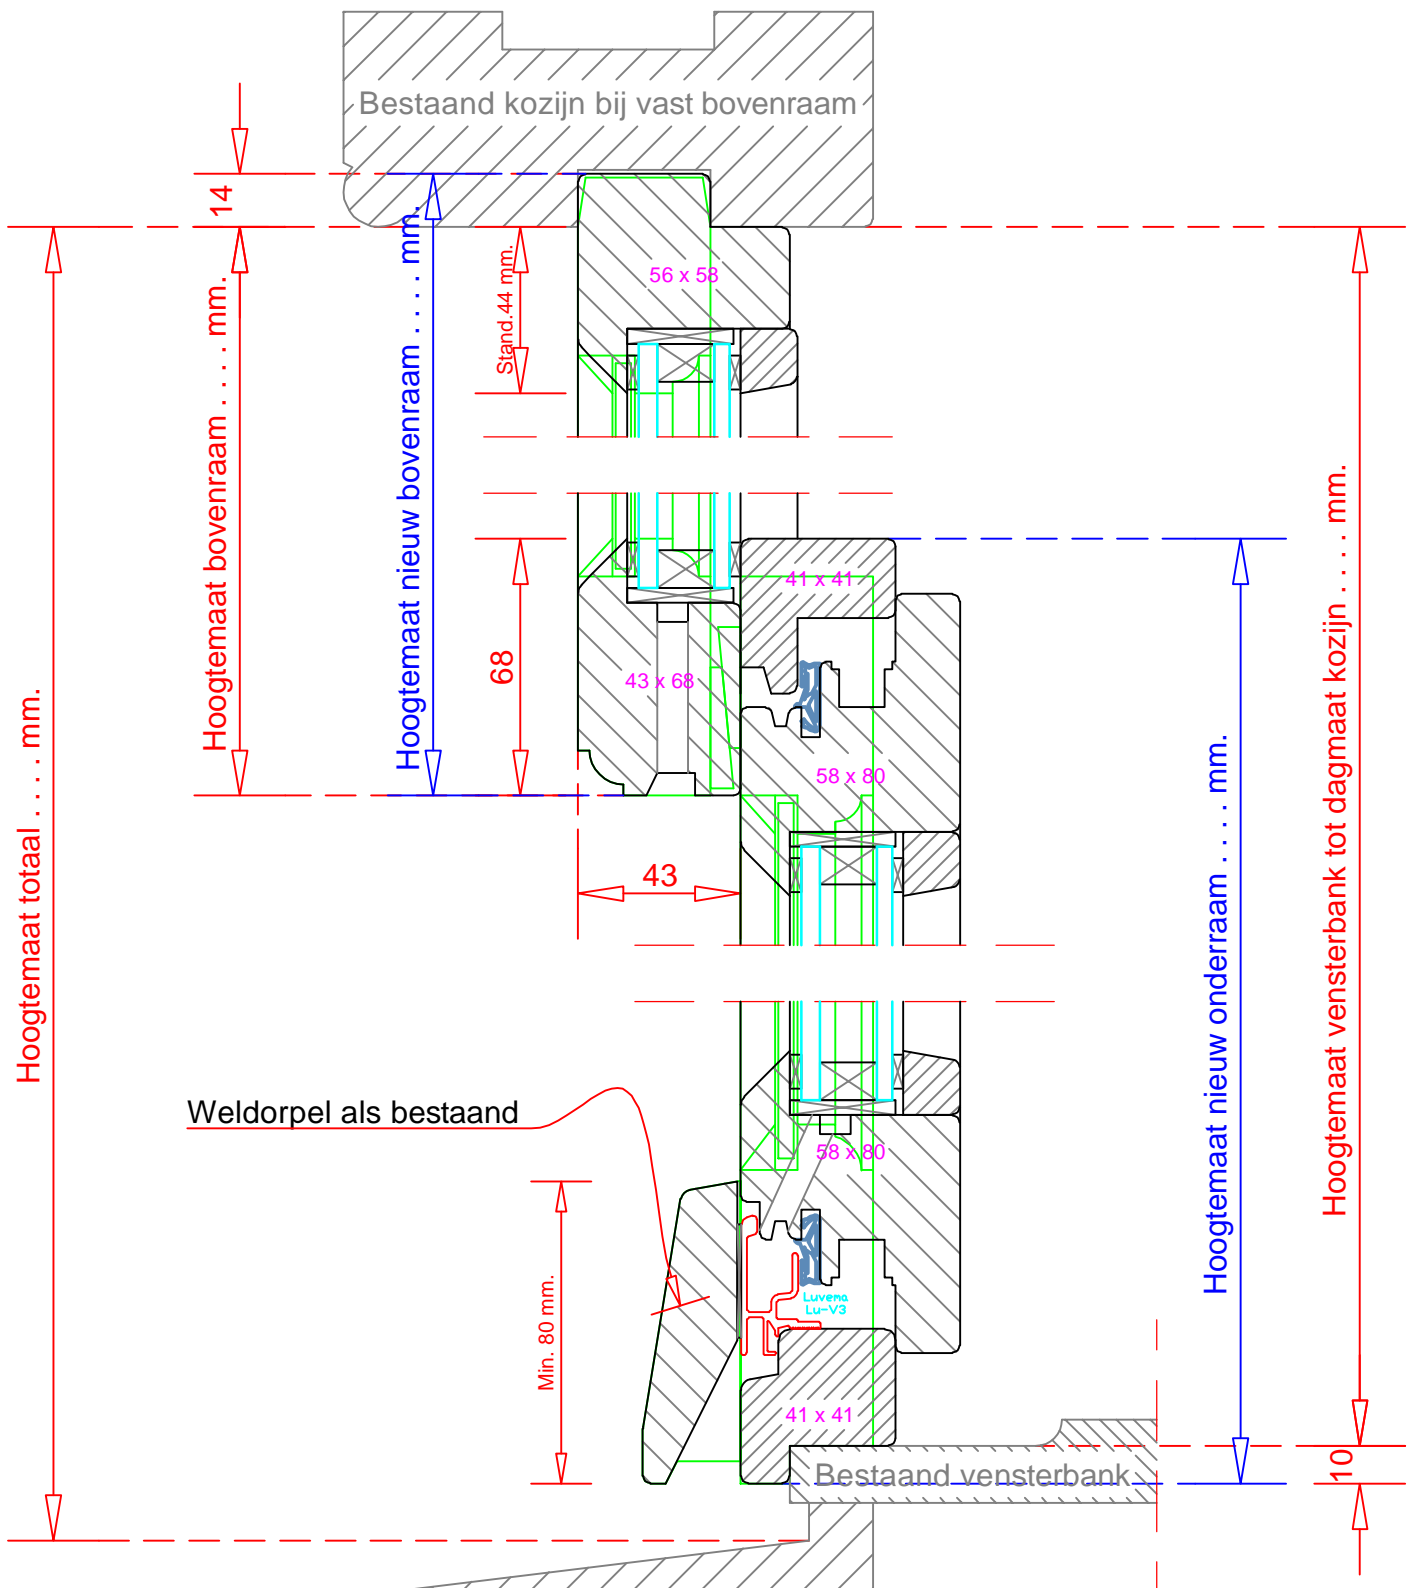 Bestaand kozijn bij vast bovenraam
14
56 x 58
Stand.44 mm.
Hoogtemaat bovenraam . . . . mm.
Hoogtemaat nieuw bovenraam . . . . mm.
Hoogtemaat totaal . . . . mm.
68
41 x 41
43 x 68
58 x 80
43
Hoogtemaat nieuw onderraam . . . . mm.
Hoogtemaat vensterbank tot dagmaat kozijn . . . . mm.
Weldorpel als bestaand
58 x 80
Min. 80 mm.
Luvema
Lu-V3
41 x 41
Bestaand vensterbank
10